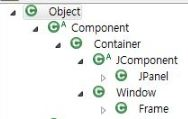 Object
Component
Container
JComponent
JPanel
Window
Frame